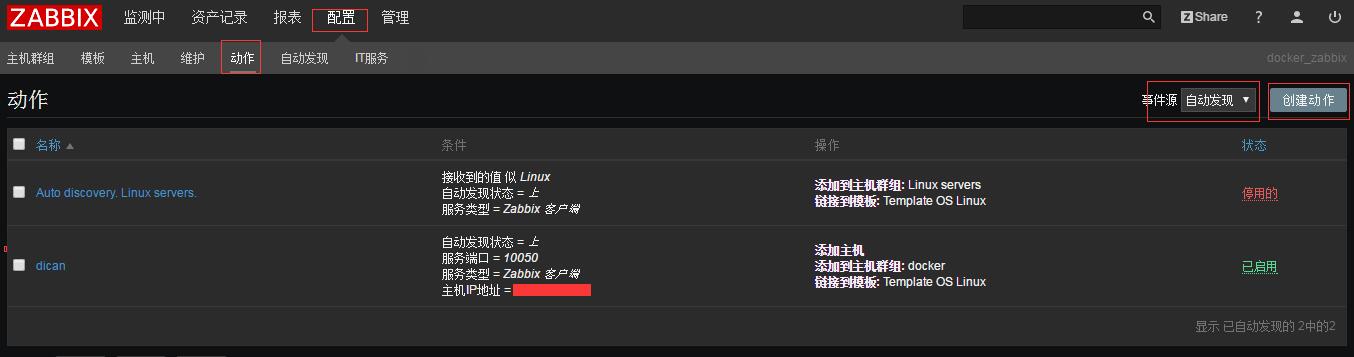 ZABBIX 监测中 资产记录 报表 配置 管理 Share ?
主机群组 模板 主机 维护 动作 自动发现 IT服务 docker_zabbix
动作 事件源 自动发现 ▼ 创建动作
名称 ▲ 条件 操作 状态
接收到的值 似 Linux
Auto discovery. Linux servers. 自动发现状态 = 上 添加到主机群组: Linux servers 停用的
服务类型 = Zabbix 客户端 链接到模板: Template OS Linux
自动发现状态 = 上 添加主机
dican 服务端口 = 10050 添加到主机群组: docker 已启用
服务类型 = Zabbix 客户端 链接到模板: Template OS Linux
主机IP地址 =
显示 已自动发现的 2中的2